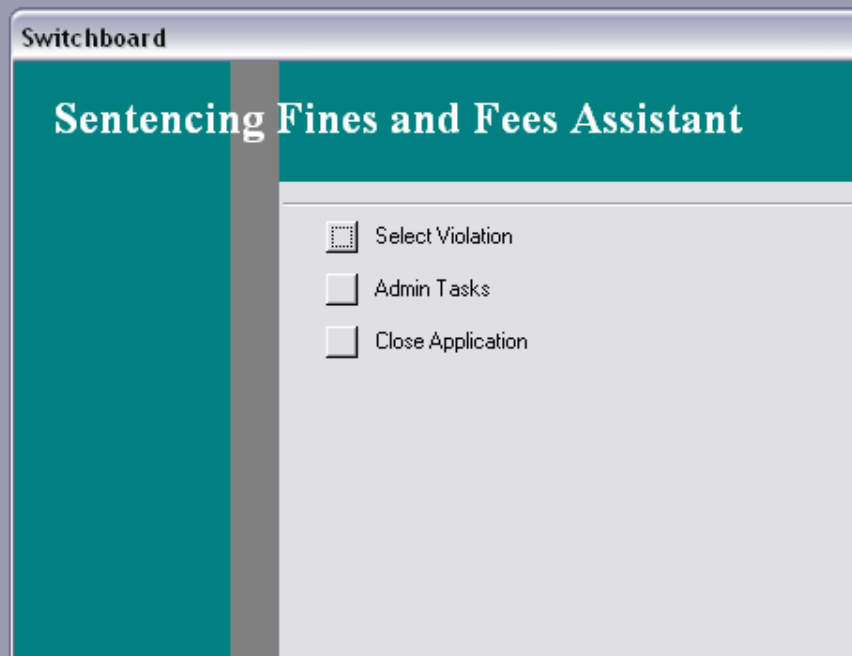 Switchboard
Sentencing Fines and Fees Assistant
Select Violation
Admin Tasks
Close Application